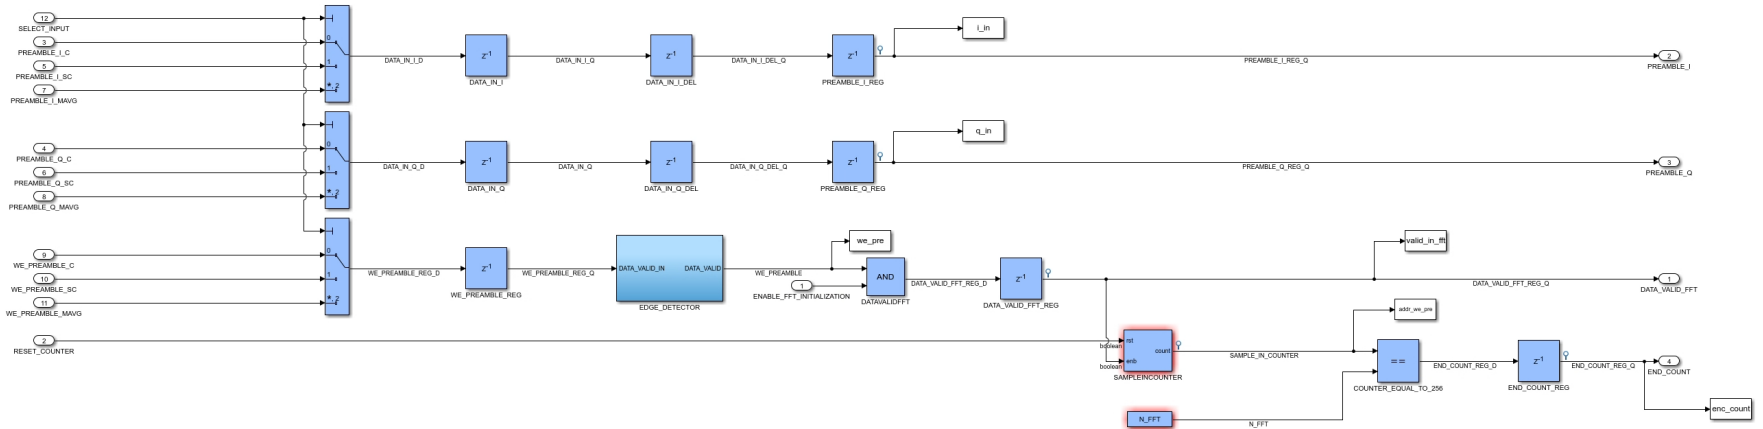 12
SELECT_INPUT
3
PREAMBLE_I_C
5
PREAMBLE_I_SC
7
PREAMBLE_I_MAVG
0
1
*, 2
DATA_IN_I_D
z-1
DATA_IN_I
DATA_IN_I_Q
z-1
DATA_IN_I_DEL
DATA_IN_I_DEL_Q
z-1
PREAMBLE_I_REG
i_in
PREAMBLE_I_REG_Q
2
PREAMBLE_I
4
PREAMBLE_Q_C
6
PREAMBLE_Q_SC
8
PREAMBLE_Q_MAVG
0
1
*, 2
DATA_IN_Q_D
z-1
DATA_IN_Q
DATA_IN_Q
z-1
DATA_IN_Q_DEL
DATA_IN_Q_DEL_Q
z-1
PREAMBLE_Q_REG
q_in
PREAMBLE_Q_REG_Q
3
PREAMBLE_Q
9
WE_PREAMBLE_C
10
WE_PREAMBLE_SC
11
WE_PREAMBLE_MAVG
0
1
*, 2
WE_PREAMBLE_REG_D
z-1
WE_PREAMBLE_REG
WE_PREAMBLE_REG_Q
DATA_VALID_IN
DATA_VALID
EDGE_DETECTOR
WE_PREAMBLE
we_pre
1
ENABLE_FFT_INITIALIZATION
AND
DATAVALIDFFT
DATA_VALID_FFT_REG_D
z-1
DATA_VALID_FFT_REG
valid_in_fft
DATA_VALID_FFT_REG_Q
1
DATA_VALID_FFT
2
RESET_COUNTER
boolean
boolean
rst
enb
count
SAMPLEINCOUNTER
SAMPLE_IN_COUNTER
addr_we_pre
N_FFT
N_FFT
==
COUNTER_EQUAL_TO_256
END_COUNT_REG_D
z-1
END_COUNT_REG
END_COUNT_REG_Q
4
END_COUNT
enc_count